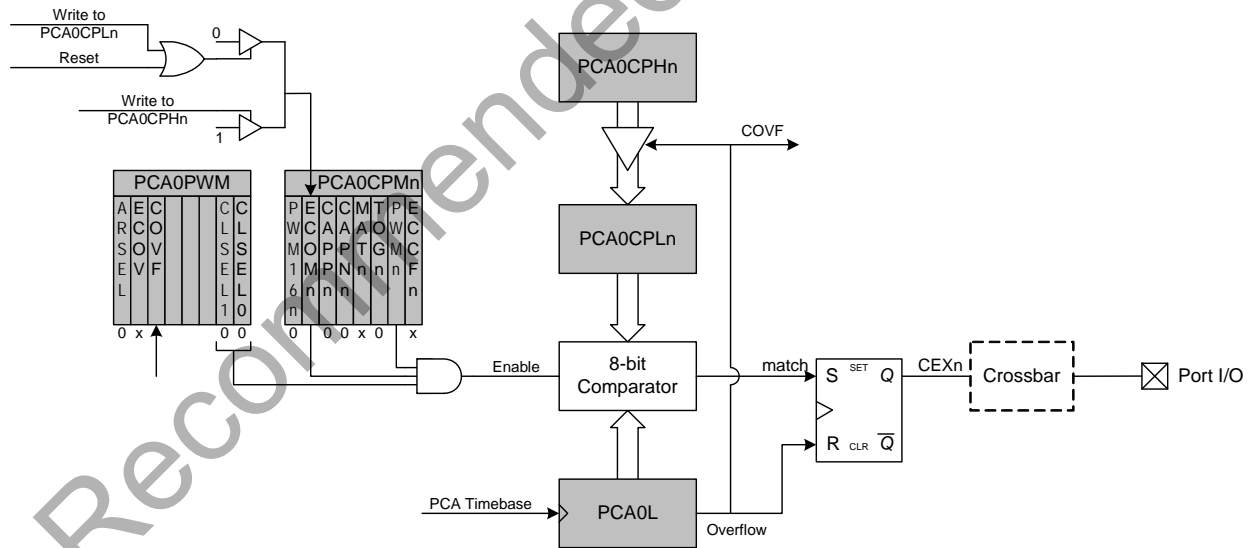 Write to
PCA0CPLn
Reset
0
Write to
PCA0CPHn
1
PCA0CPHn
COVF
PCA0PWM
ARSEL
ECOV
COVF
CLSEL1
CLSEL0
0 x 0 0
PCA0CPMn
PWM16n
ECOMn
CAPPn
CAPNn
MATn
TOGn
PWMn
ECCFn
0 0 0 x 0 x
PCA0CPLn
Enable
8-bit
Comparator
match
S SET Q
R CLR Q
CEXn
Crossbar
Port I/O
PCA Timebase
PCA0L
Overflow
Recommended